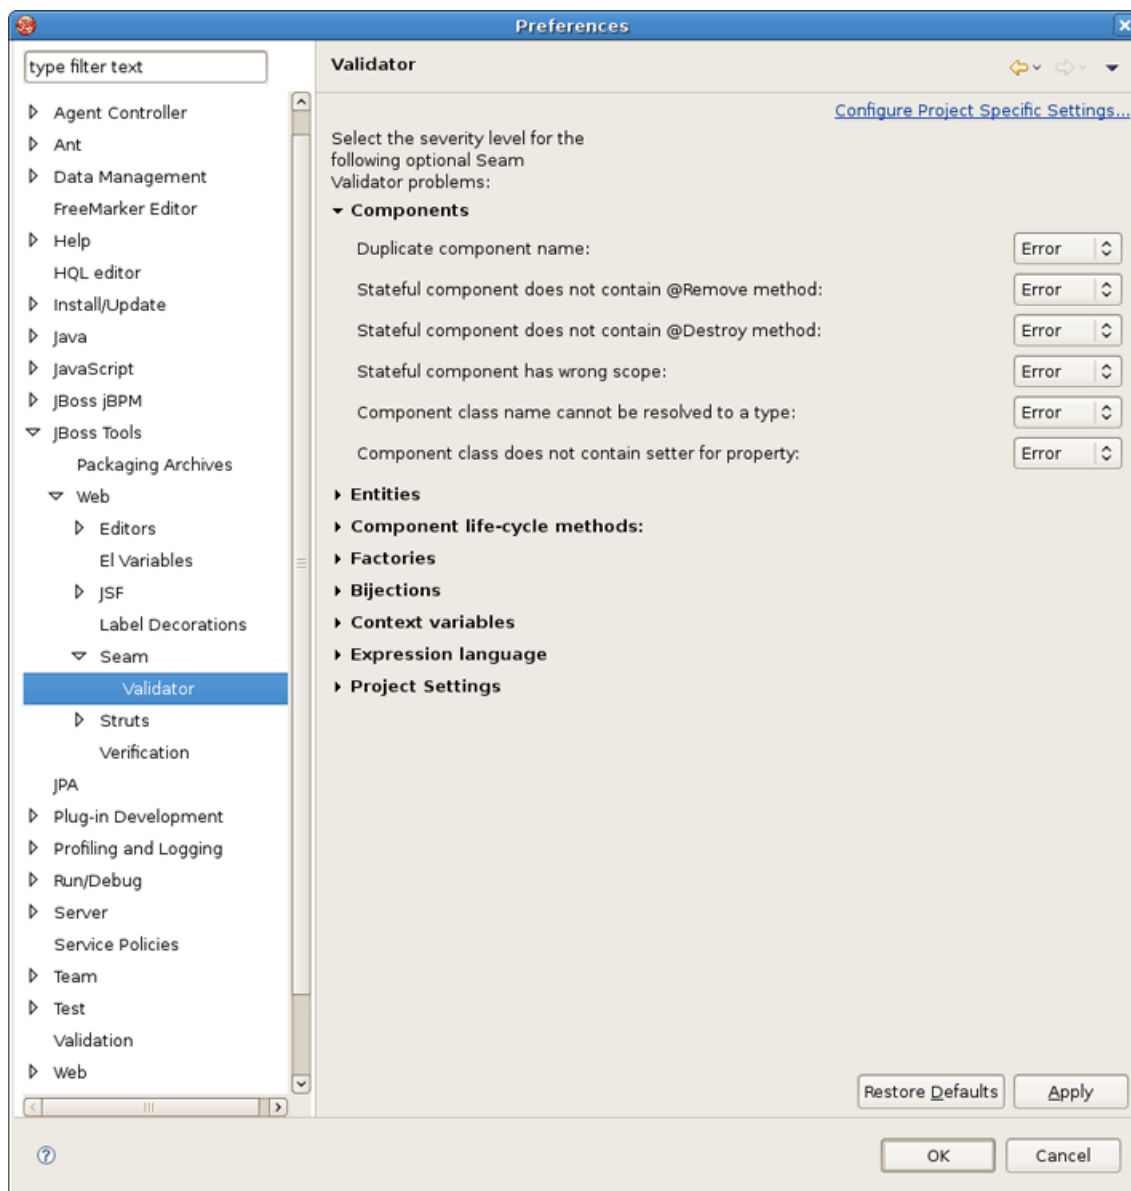 Preferences
type filter text
Agent Controller
Ant
Data Management
FreeMarker Editor
Help
HQL editor
Install/Update
Java
JavaScript
JBoss jBPM
JBoss Tools
Packaging Archives
Web
Editors
El Variables
JSF
Label Decorations
Seam
Validator
Struts
Verification
JPA
Plug-in Development
Profiling and Logging
Run/Debug
Server
Service Policies
Team
Test
Validation
Web
Validator
Configure Project Specific Settings...
Select the severity level for the
following optional Seam
Validator problems:
Components
Duplicate component name: Error
Stateful component does not contain @Remove method: Error
Stateful component does not contain @Destroy method: Error
Stateful component has wrong scope: Error
Component class name cannot be resolved to a type: Error
Component class does not contain setter for property: Error
Entities
Component life-cycle methods:
Factories
Bijections
Context variables
Expression language
Project Settings
Restore Defaults Apply
OK Cancel